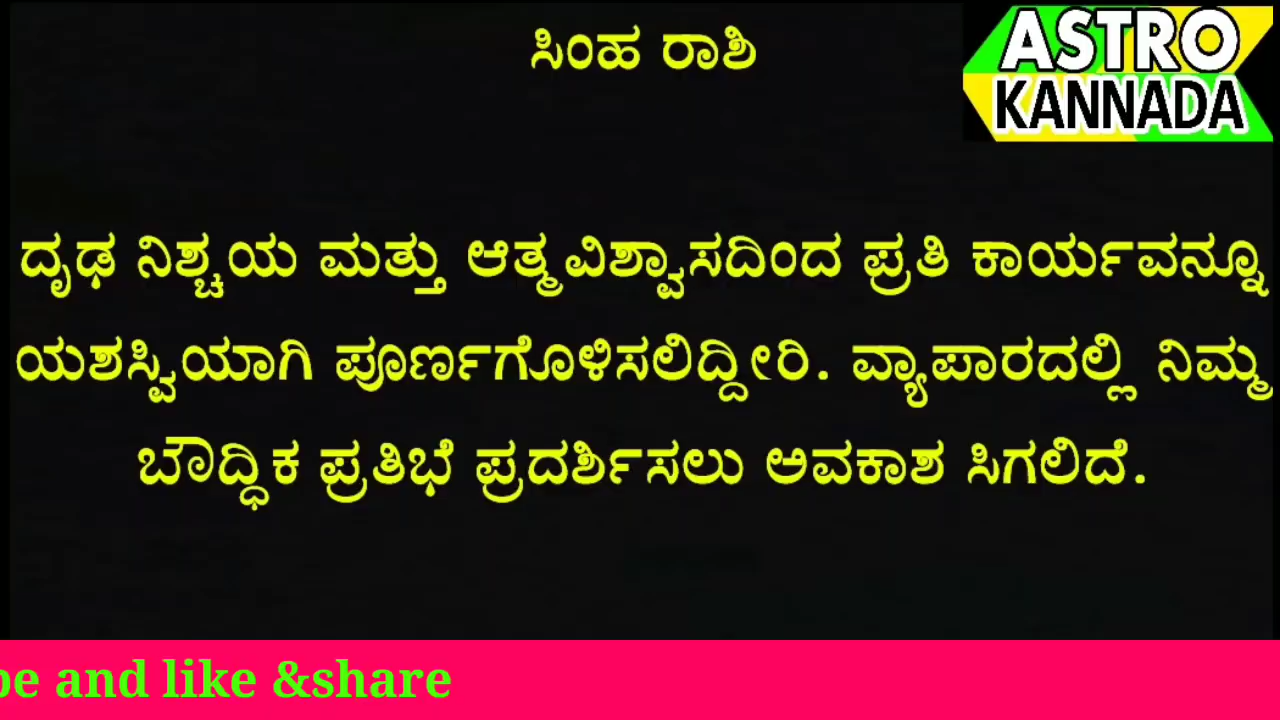 ಸಿಂಹ ರಾಶಿ
ASTRO
KANNADA
ದೃಢ ನಿಶ್ಚಯ ಮತ್ತು ಆತ್ಮವಿಶ್ವಾಸದಿಂದ ಪ್ರತಿ ಕಾರ್ಯವನ್ನೂ
ಯಶಸ್ವಿಯಾಗಿ ಪೂರ್ಣಗೊಳಿಸಲಿದ್ದೀರಿ. ವ್ಯಾಪಾರದಲ್ಲಿ ನಿಮ್ಮ
ಬೌದ್ಧಿಕ ಪ್ರತಿಭೆ ಪ್ರದರ್ಶಿಸಲು ಅವಕಾಶ ಸಿಗಲಿದೆ.
be and like &share